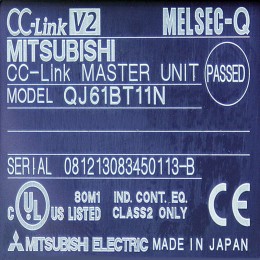 CC-Link V2 MELSEC-Q
MITSUBISHI
CC-Link MASTER UNIT PASSED
MODEL QJ61BT11N
SERIAL 081213083450113-B
80M1 IND. CONT. EQ.
C UL US LISTED CLASS2 ONLY CE
MITSUBISHI ELECTRIC MADE IN JAPAN